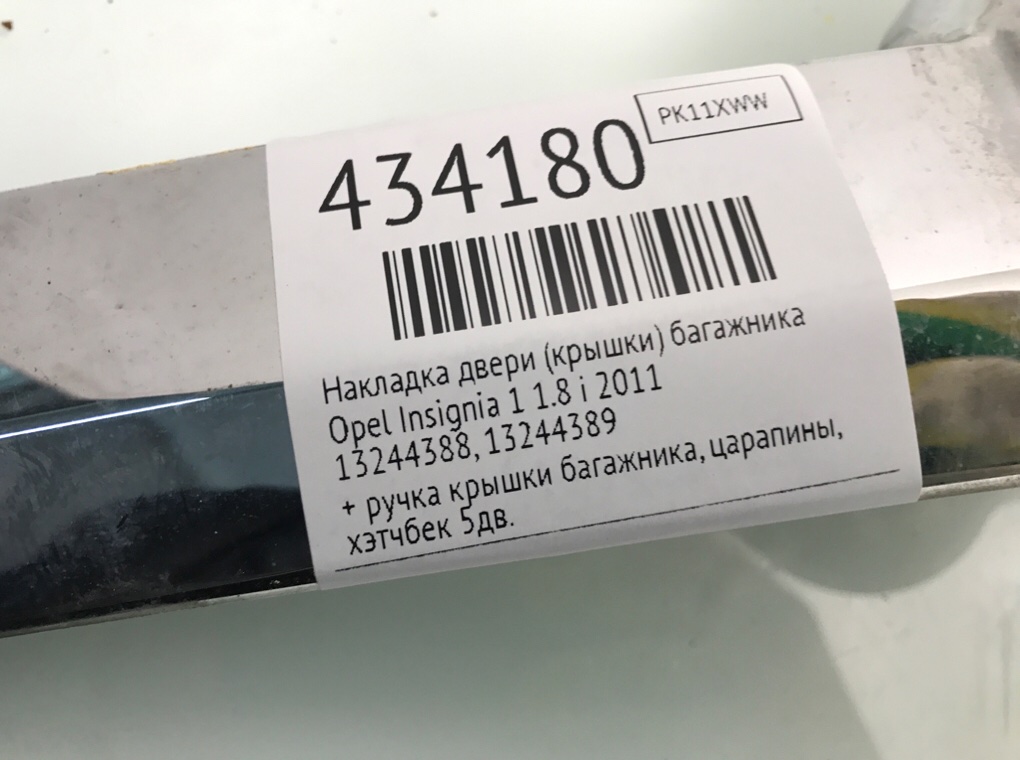 PK11XWW
434180
Накладка двери (крышки) багажника
Opel Insignia 1 1.8 i 2011
13244388, 13244389
+ ручка крышки багажника, царапины,
хэтчбек 5дв.